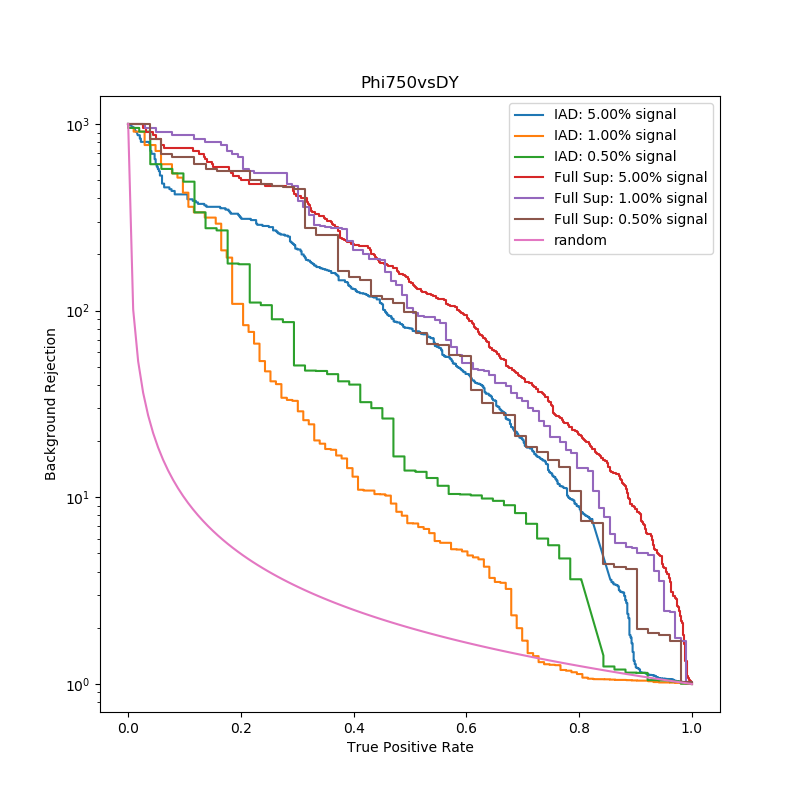 Phi750vsDY
IAD: 5.00% signal
IAD: 1.00% signal
IAD: 0.50% signal
Full Sup: 5.00% signal
Full Sup: 1.00% signal
Full Sup: 0.50% signal
random
Background Rejection
10³
10²
10¹
10⁰
0.0 0.2 0.4 0.6 0.8 1.0
True Positive Rate